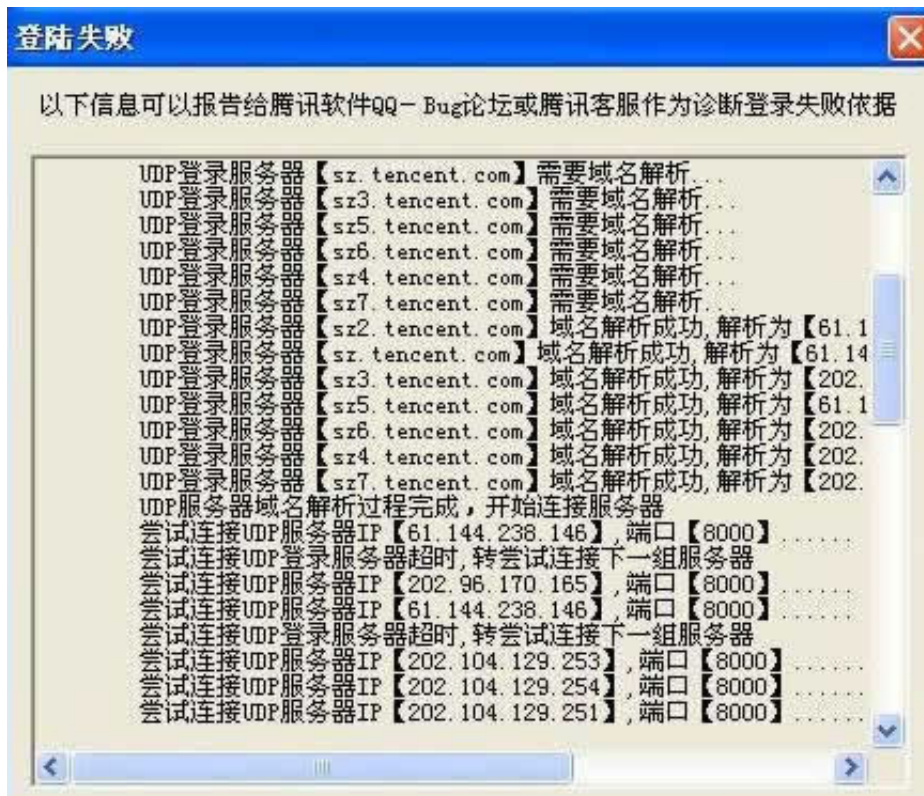 登陆失败
以下信息可以报告给腾讯软件QQ-Bug论坛或腾讯客服作为诊断登录失败依据
UDP登录服务器【sz.tencent.com】需要域名解析...
UDP登录服务器【sz3.tencent.com】需要域名解析...
UDP登录服务器【sz5.tencent.com】需要域名解析...
UDP登录服务器【sz6.tencent.com】需要域名解析...
UDP登录服务器【sz4.tencent.com】需要域名解析...
UDP登录服务器【sz7.tencent.com】需要域名解析...
UDP登录服务器【sz2.tencent.com】域名解析成功,解析为【61.1
UDP登录服务器【sz.tencent.com】域名解析成功,解析为【61.14
UDP登录服务器【sz3.tencent.com】域名解析成功,解析为【202.
UDP登录服务器【sz5.tencent.com】域名解析成功,解析为【61.1
UDP登录服务器【sz6.tencent.com】域名解析成功,解析为【202.
UDP登录服务器【sz4.tencent.com】域名解析成功,解析为【202.
UDP登录服务器【sz7.tencent.com】域名解析成功,解析为【202.
UDP服务器域名解析过程完成，开始连接服务器
尝试连接UDP服务器IP【61.144.238.146】,端口【8000】......
尝试连接UDP登录服务器超时,转尝试连接下一组服务器
尝试连接UDP服务器IP【202.96.170.165】,端口【8000】......
尝试连接UDP服务器IP【61.144.238.146】,端口【8000】......
尝试连接UDP登录服务器超时,转尝试连接下一组服务器
尝试连接UDP服务器IP【202.104.129.253】,端口【8000】......
尝试连接UDP服务器IP【202.104.129.254】,端口【8000】......
尝试连接UDP服务器IP【202.104.129.251】,端口【8000】......